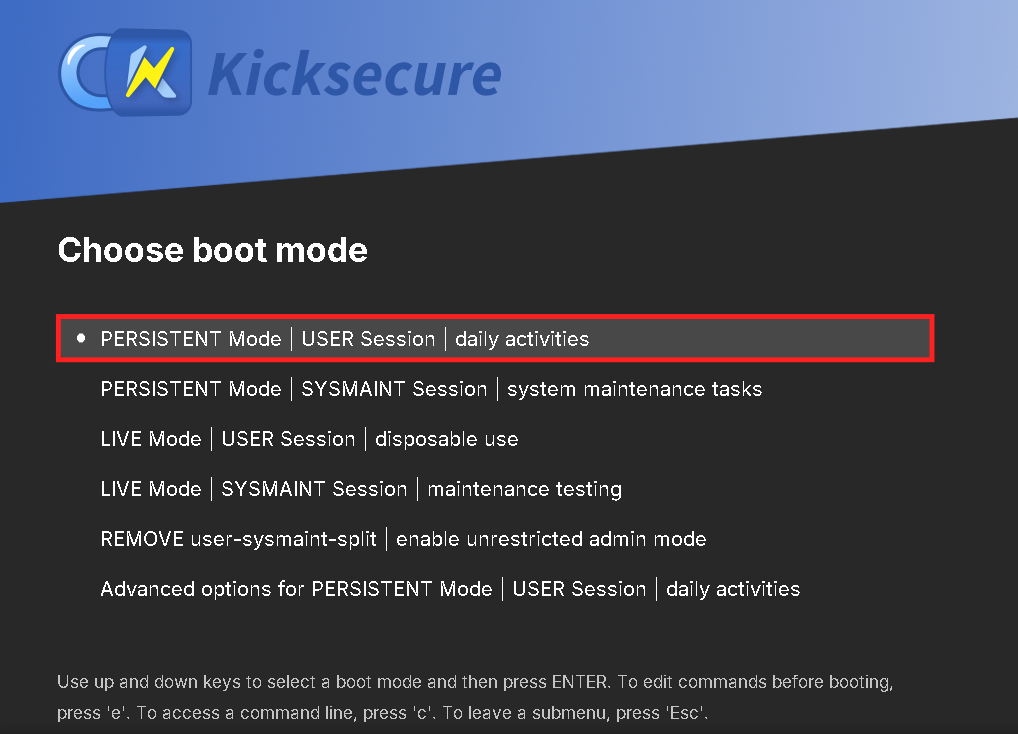 Kicksecure
Choose boot mode
PERSISTENT Mode | USER Session | daily activities
PERSISTENT Mode | SYSMAINT Session | system maintenance tasks
LIVE Mode | USER Session | disposable use
LIVE Mode | SYSMAINT Session | maintenance testing
REMOVE user-sysmaint-split | enable unrestricted admin mode
Advanced options for PERSISTENT Mode | USER Session | daily activities
Use up and down keys to select a boot mode and then press ENTER. To edit commands before booting,
press 'e'. To access a command line, press 'c'. To leave a submenu, press 'Esc'.